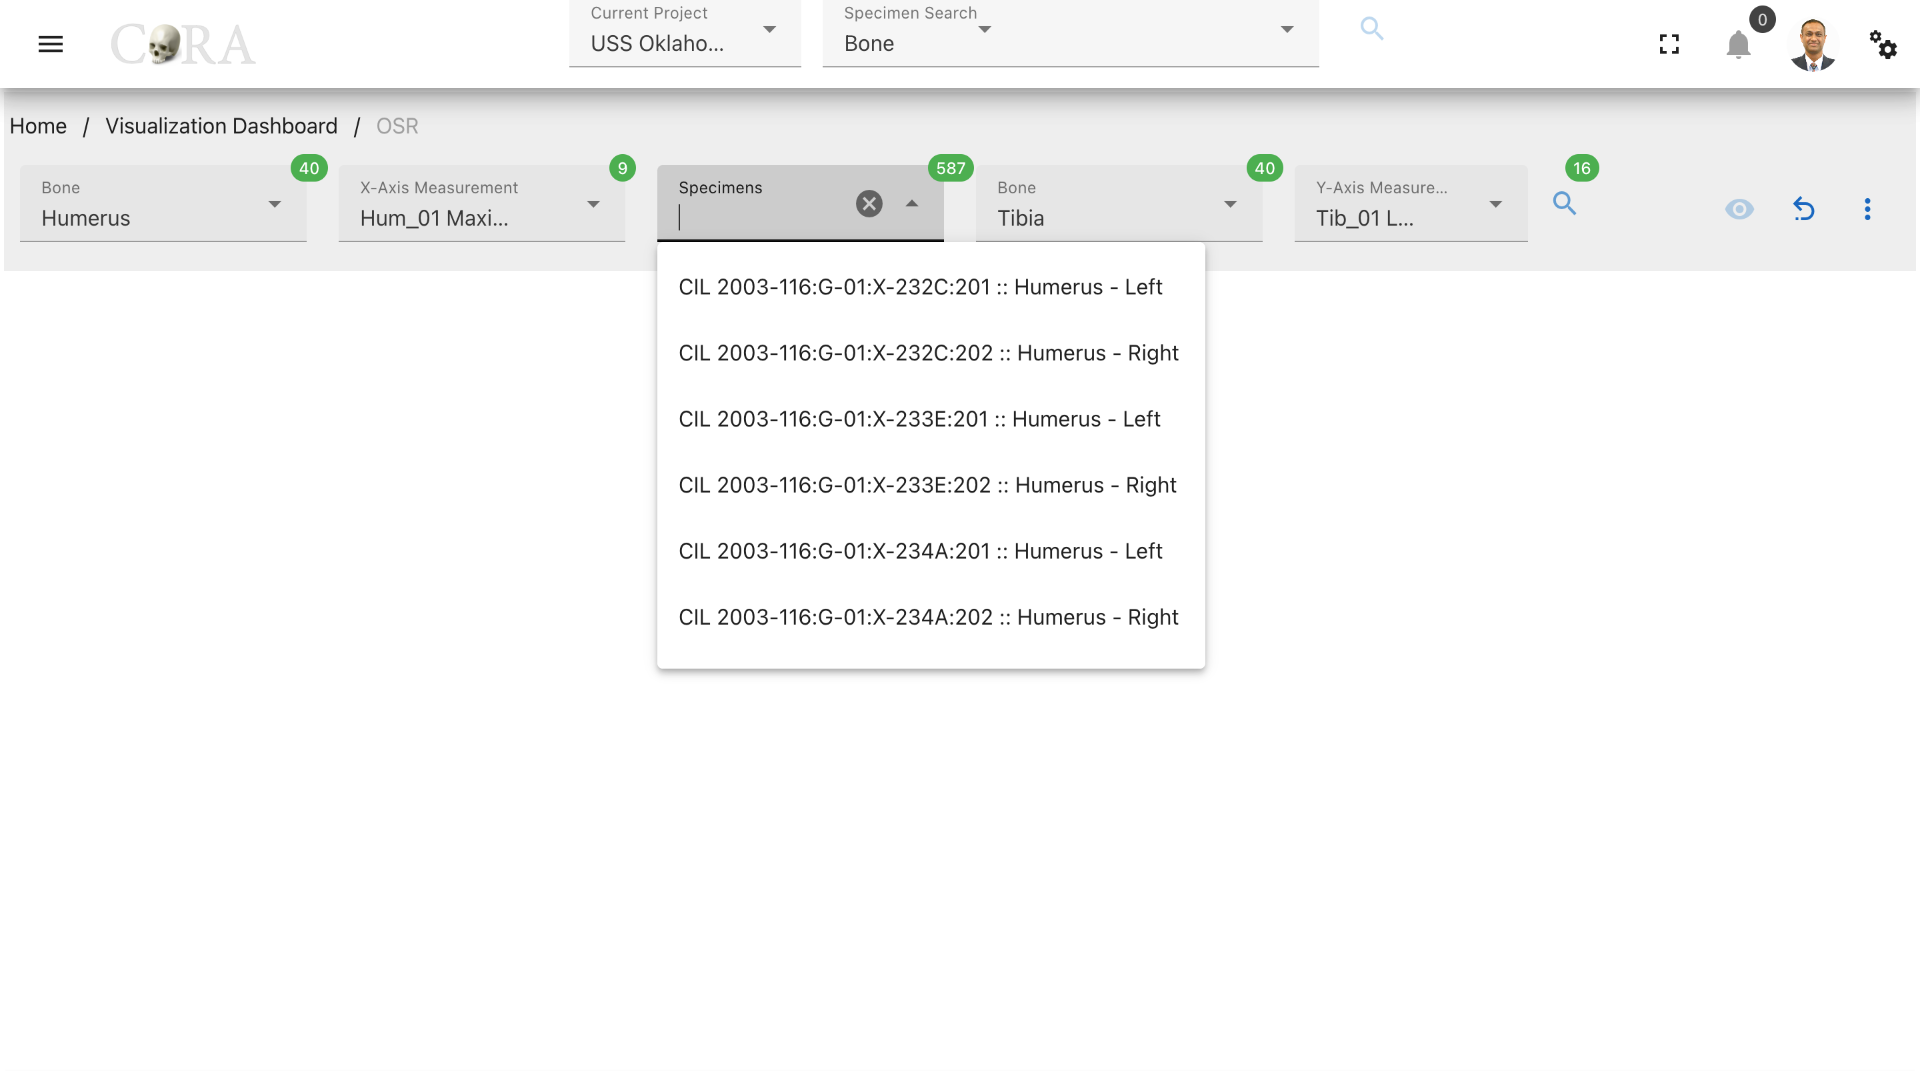 CORA
Current Project
USS Oklaho...
Specimen Search
Bone
0
Home / Visualization Dashboard / OSR
Bone
Humerus
40
X-Axis Measurement
Hum_01 Maxi...
9
Specimens
587
Bone
Tibia
40
Y-Axis Measure...
Tib_01 L...
16
CIL 2003-116:G-01:X-232C:201 :: Humerus - Left
CIL 2003-116:G-01:X-232C:202 :: Humerus - Right
CIL 2003-116:G-01:X-233E:201 :: Humerus - Left
CIL 2003-116:G-01:X-233E:202 :: Humerus - Right
CIL 2003-116:G-01:X-234A:201 :: Humerus - Left
CIL 2003-116:G-01:X-234A:202 :: Humerus - Right